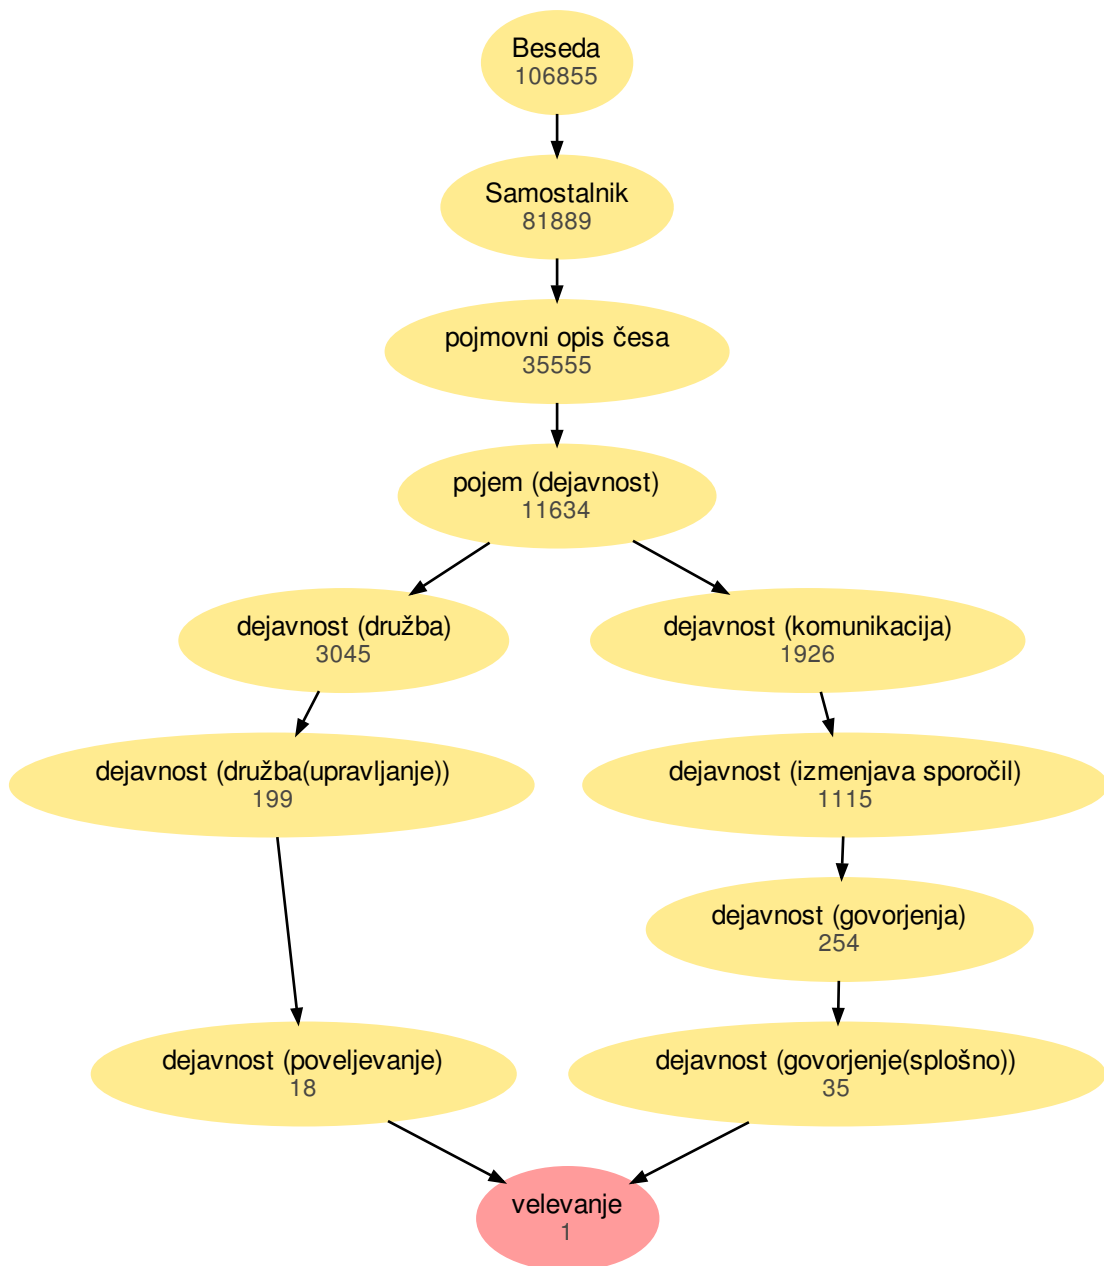 Beseda
106855
Samostalnik
81889
pojmovni opis česa
35555
pojem (dejavnost)
11634
dejavnost (družba)
3045
dejavnost (komunikacija)
1926
dejavnost (družba(upravljanje))
199
dejavnost (izmenjava sporočil)
1115
dejavnost (govorjenja)
254
dejavnost (poveljevanje)
18
dejavnost (govorjenje(splošno))
35
velevanje
1